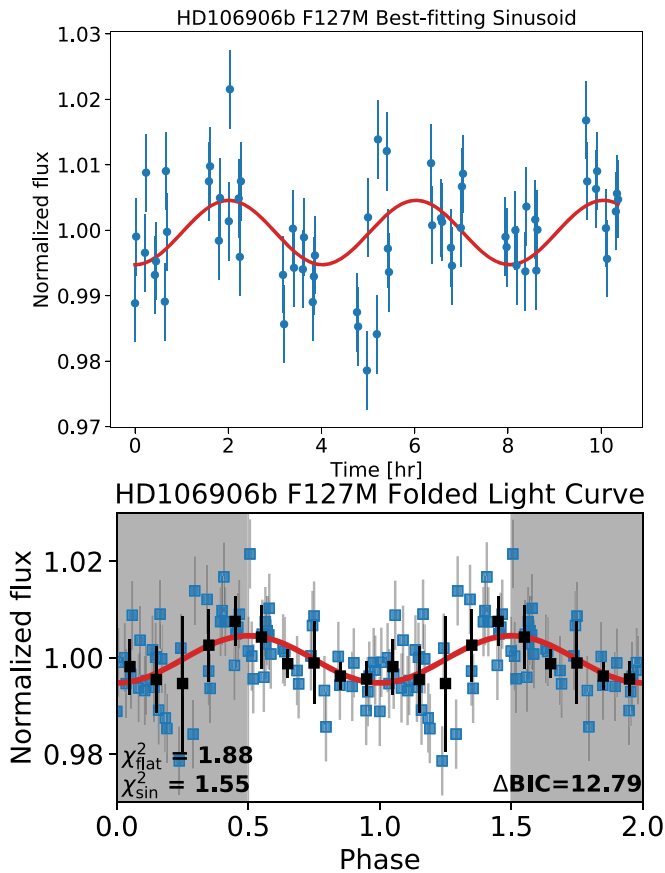 HD106906b F127M Best-fitting Sinusoid
1.03
1.02
1.01
1.00
0.99
0.98
0.97
Normalized flux
0 2 4 6 8 10
Time [hr]
HD106906b F127M Folded Light Curve
1.02
1.00
0.98
Normalized flux
χ²flat = 1.88
χ²sin = 1.55
ΔBIC=12.79
0.0 0.5 1.0 1.5 2.0
Phase